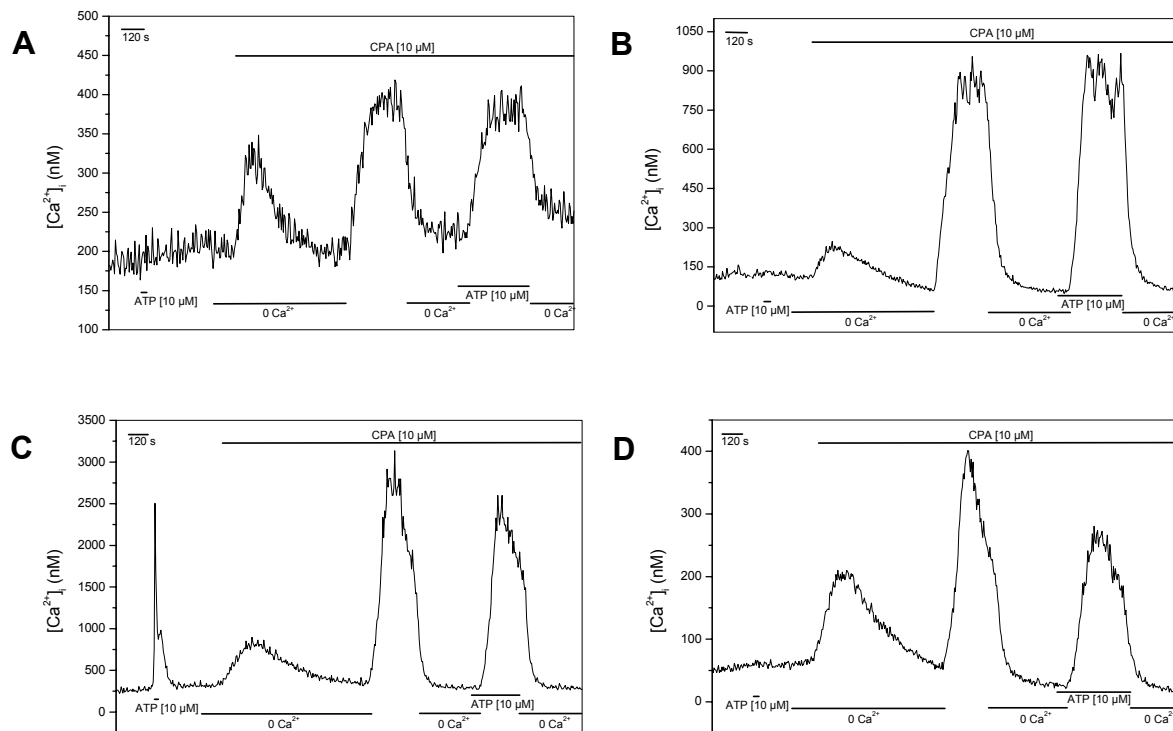 A
500
450
400
350
300
250
200
150
100
[Ca²⁺]ᵢ (nM)
120 s
CPA [10 µM]
ATP [10 µM]
0 Ca²⁺
0 Ca²⁺
ATP [10 µM]
0 Ca²⁺
B
1050
900
750
600
450
300
150
0
[Ca²⁺]ᵢ (nM)
120 s
CPA [10 µM]
ATP [10 µM]
0 Ca²⁺
0 Ca²⁺
ATP [10 µM]
0 Ca²⁺
C
3500
3000
2500
2000
1500
1000
500
0
[Ca²⁺]ᵢ (nM)
120 s
CPA [10 µM]
ATP [10 µM]
0 Ca²⁺
0 Ca²⁺
ATP [10 µM]
0 Ca²⁺
D
400
300
200
100
0
[Ca²⁺]ᵢ (nM)
120 s
CPA [10 µM]
ATP [10 µM]
0 Ca²⁺
0 Ca²⁺
ATP [10 µM]
0 Ca²⁺